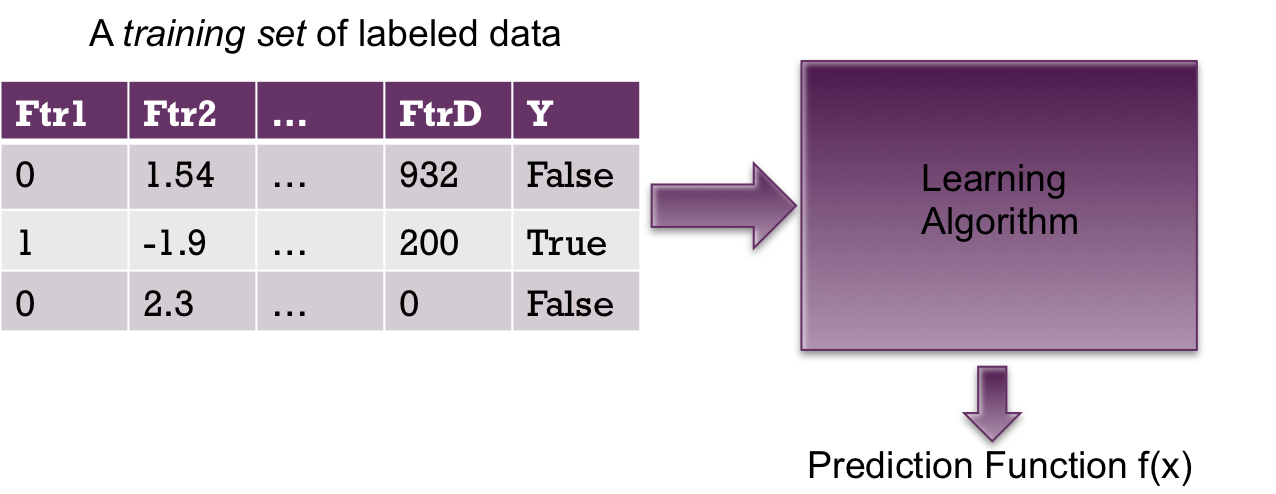 A training set of labeled data
Ftr1 Ftr2 ... FtrD Y
0 1.54 ... 932 False
1 -1.9 ... 200 True
0 2.3 ... 0 False
Learning
Algorithm
Prediction Function f(x)